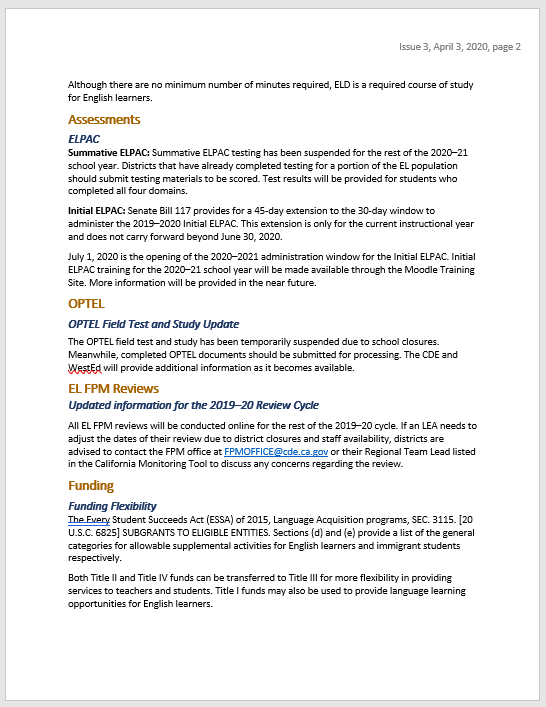 Issue 3, April 3, 2020, page 2
Although there are no minimum number of minutes required, ELD is a required course of study
for English learners.
Assessments
ELPAC
Summative ELPAC: Summative ELPAC testing has been suspended for the rest of the 2020–21
school year. Districts that have already completed testing for a portion of the EL population
should submit testing materials to be scored. Test results will be provided for students who
completed all four domains.
Initial ELPAC: Senate Bill 117 provides for a 45-day extension to the 30-day window to
administer the 2019–2020 Initial ELPAC. This extension is only for the current instructional year
and does not carry forward beyond June 30, 2020.
July 1, 2020 is the opening of the 2020–2021 administration window for the Initial ELPAC. Initial
ELPAC training for the 2020–21 school year will be made available through the Moodle Training
Site. More information will be provided in the near future.
OPTEL
OPTEL Field Test and Study Update
The OPTEL field test and study has been temporarily suspended due to school closures.
Meanwhile, completed OPTEL documents should be submitted for processing. The CDE and
WestEd will provide additional information as it becomes available.
EL FPM Reviews
Updated information for the 2019–20 Review Cycle
All EL FPM reviews will be conducted online for the rest of the 2019–20 cycle. If an LEA needs to
adjust the dates of their review due to district closures and staff availability, districts are
advised to contact the FPM office at FPMOFFICE@cde.ca.gov or their Regional Team Lead listed
in the California Monitoring Tool to discuss any concerns regarding the review.
Funding
Funding Flexibility
The Every Student Succeeds Act (ESSA) of 2015, Language Acquisition programs, SEC. 3115. [20
U.S.C. 6825] SUBGRANTS TO ELIGIBLE ENTITIES. Sections (d) and (e) provide a list of the general
categories for allowable supplemental activities for English learners and immigrant students
respectively.
Both Title II and Title IV funds can be transferred to Title III for more flexibility in providing
services to teachers and students. Title I funds may also be used to provide language learning
opportunities for English learners.